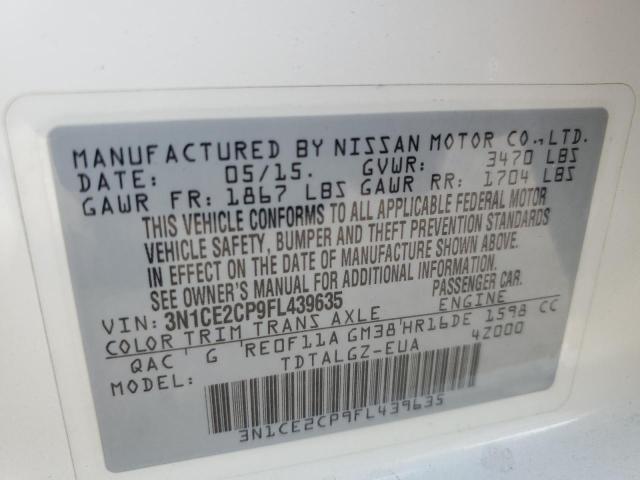 MANUFACTURED BY NISSAN MOTOR CO.,LTD.
DATE: 05/15. GVWR: 3470 LBS
GAWR FR: 1867 LBS GAWR RR: 1704 LBS
THIS VEHICLE CONFORMS TO ALL APPLICABLE FEDERAL MOTOR
VEHICLE SAFETY, BUMPER AND THEFT PREVENTION STANDARDS
IN EFFECT ON THE DATE OF MANUFACTURE SHOWN ABOVE.
SEE OWNER'S MANUAL FOR ADDITIONAL INFORMATION.
VIN: 3N1CE2CP9FL439635 PASSENGER CAR.
COLOR TRIM TRANS AXLE ENGINE
QAC G RE0F11A GM38 HR16DE 1598 CC
MODEL: TDTALGZ-EUA 4Z000
3N1CE2CP9FL439635